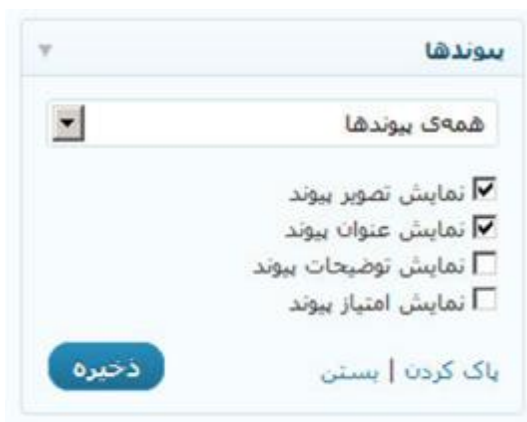 پیوندها
همه‌ی پیوندها
نمایش تصویر پیوند
نمایش عنوان پیوند
نمایش توضیحات پیوند
نمایش امتیاز پیوند
پاک کردن | بستن ذخیره